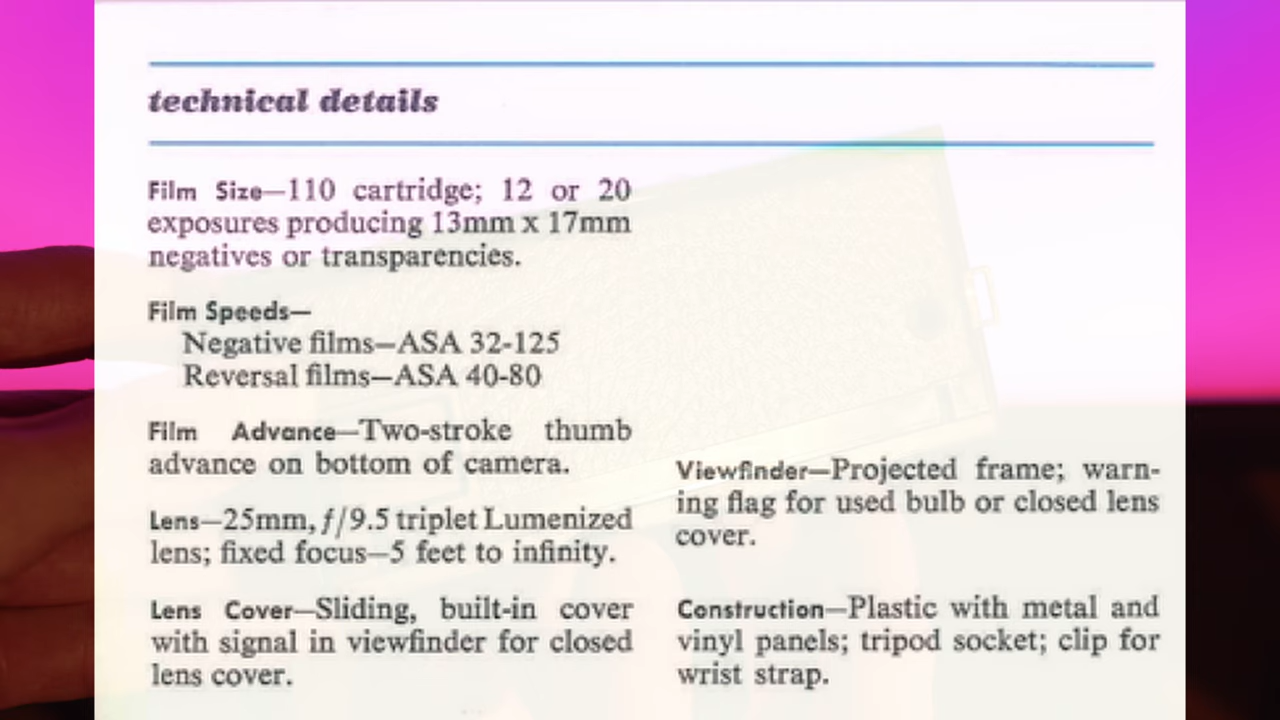 technical details
Film Size—110 cartridge; 12 or 20
exposures producing 13mm x 17mm
negatives or transparencies.
Film Speeds—
Negative films—ASA 32-125
Reversal films—ASA 40-80
Film Advance—Two-stroke thumb
advance on bottom of camera.
Lens—25mm, f/9.5 triplet Lumenized
lens; fixed focus—5 feet to infinity.
Lens Cover—Sliding, built-in cover
with signal in viewfinder for closed
lens cover.
Viewfinder—Projected frame; warn-
ing flag for used bulb or closed lens
cover.
Construction—Plastic with metal and
vinyl panels; tripod socket; clip for
wrist strap.